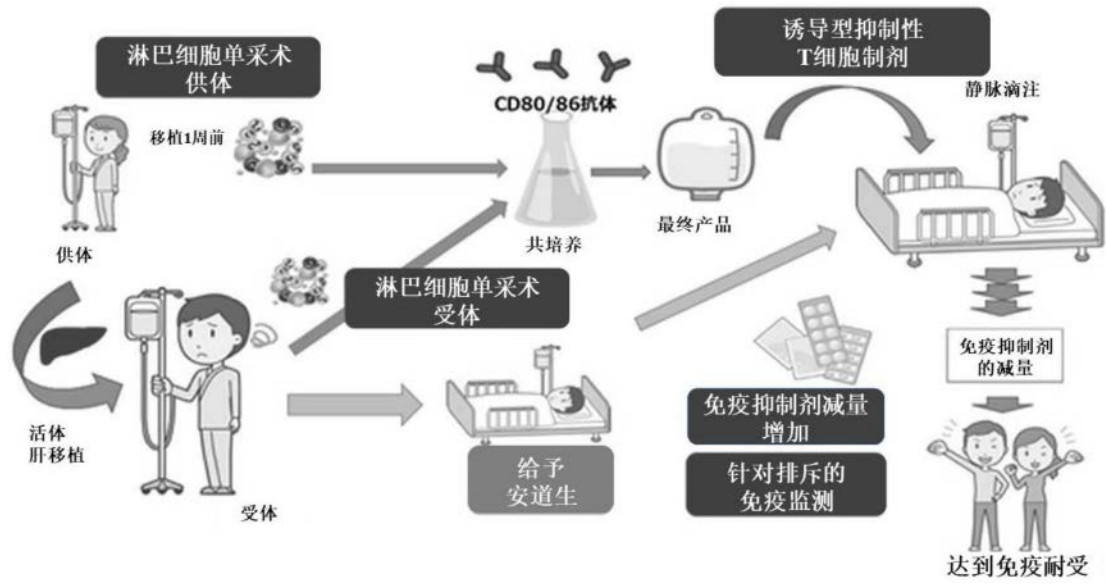 淋巴细胞单采术
供体
移植1周前
供体
CD80/86抗体
共培养
最终产品
诱导型抑制性
T细胞制剂
静脉滴注
淋巴细胞单采术
受体
活体
肝移植
受体
给予
安道生
免疫抑制剂减量
增加
针对排斥的
免疫监测
免疫抑制剂
的减量
达到免疫耐受